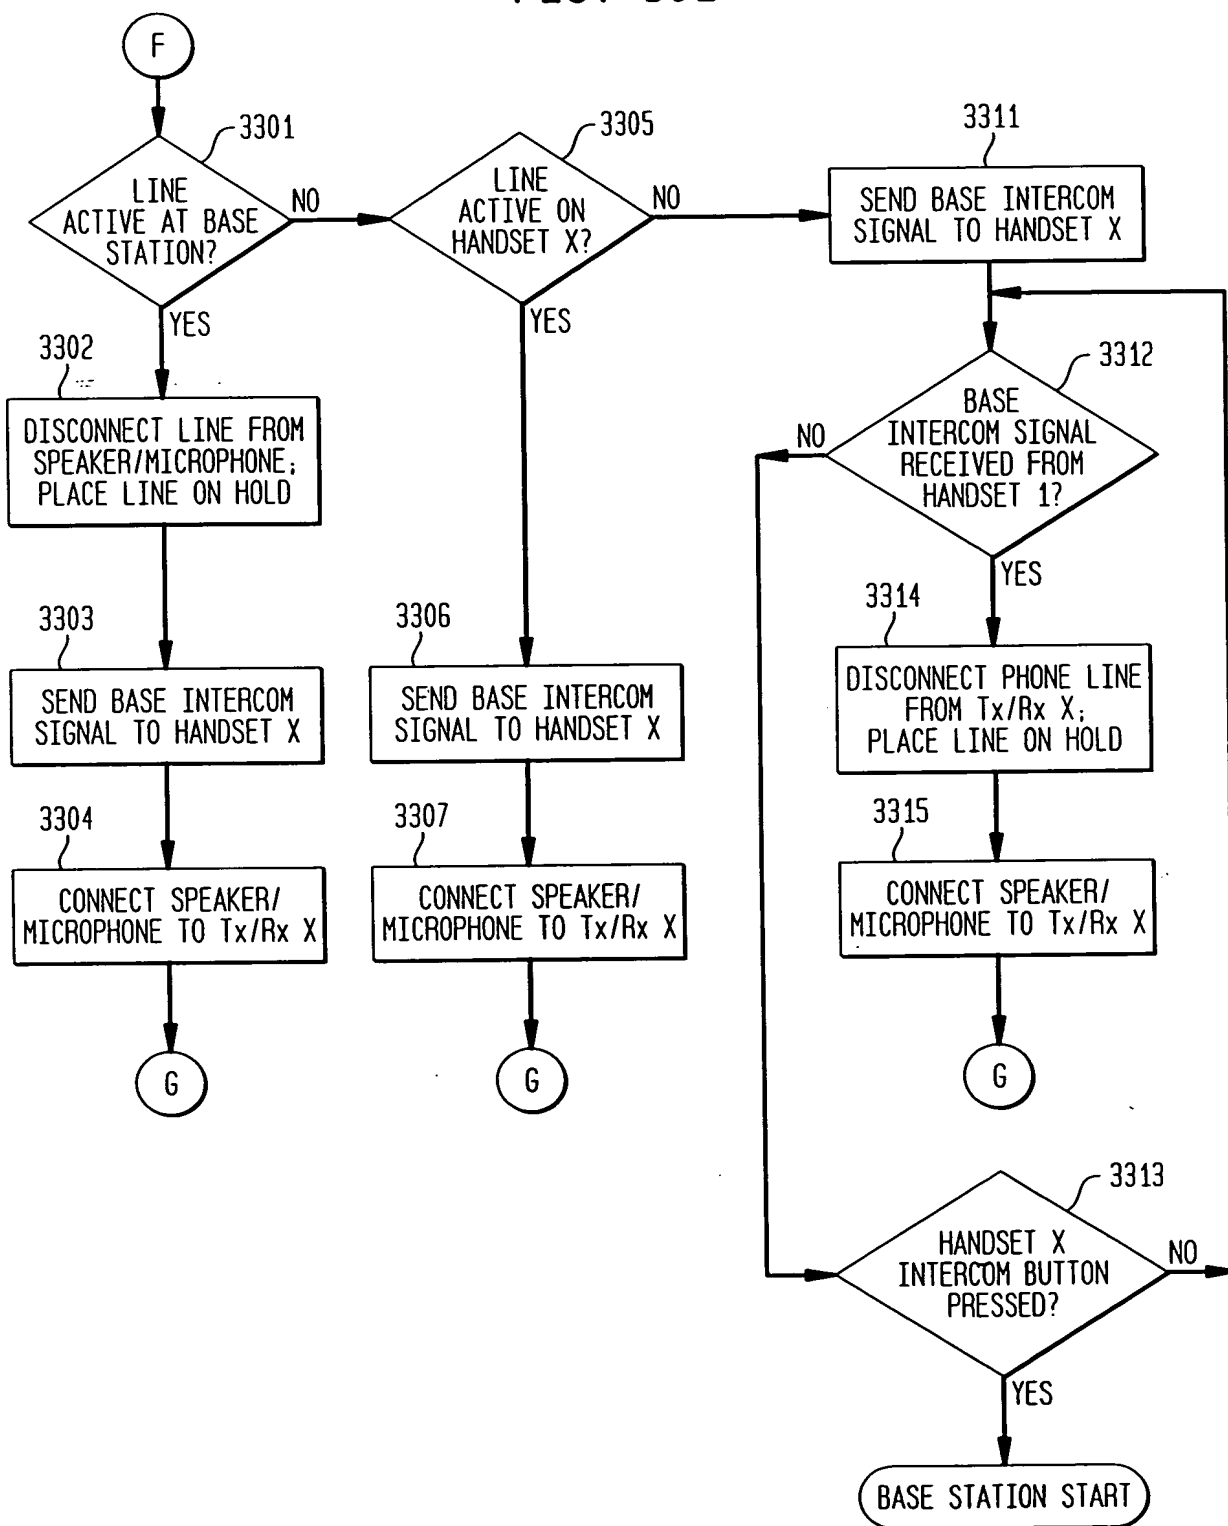 F
3301
LINE
ACTIVE AT BASE
STATION?
NO
YES
3305
LINE
ACTIVE ON
HANDSET X?
NO
YES
3311
SEND BASE INTERCOM
SIGNAL TO HANDSET X
3302
DISCONNECT LINE FROM
SPEAKER/MICROPHONE;
PLACE LINE ON HOLD
3312
BASE
INTERCOM SIGNAL
RECEIVED FROM
HANDSET 1?
NO
YES
3303
SEND BASE INTERCOM
SIGNAL TO HANDSET X
3306
SEND BASE INTERCOM
SIGNAL TO HANDSET X
3314
DISCONNECT PHONE LINE
FROM Tx/Rx X;
PLACE LINE ON HOLD
3304
CONNECT SPEAKER/
MICROPHONE TO Tx/Rx X
3307
CONNECT SPEAKER/
MICROPHONE TO Tx/Rx X
3315
CONNECT SPEAKER/
MICROPHONE TO Tx/Rx X
G
G
G
3313
HANDSET X
INTERCOM BUTTON
PRESSED?
NO
YES
BASE STATION START